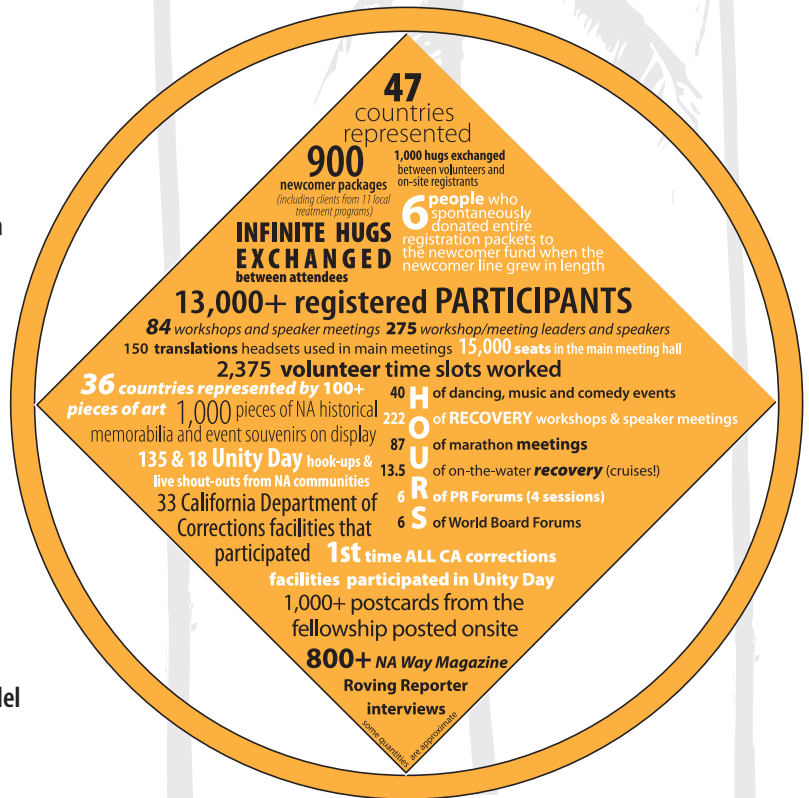 47
countries
represented
900
newcomer packages
(including clients from 11 local
treatment programs)
1,000 hugs exchanged
between volunteers and
on-site registrants
INFINITE HUGS
EXCHANGED
between attendees
6 people who
spontaneously
donated entire
registration packets to
the newcomer fund when the
newcomer line grew in length
13,000+ registered PARTICIPANTS
84 workshops and speaker meetings 275 workshop/meeting leaders and speakers
150 translations headsets used in main meetings 15,000 seats in the main meeting hall
2,375 volunteer time slots worked
36 countries represented by 100+
pieces of art 1,000 pieces of NA historical
memorabilia and event souvenirs on display
135 & 18 Unity Day hook-ups &
live shout-outs from NA communities
33 California Department of
Corrections facilities that
participated 1st time ALL CA corrections
facilities participated in Unity Day
HOURS
40 of dancing, music and comedy events
222 of RECOVERY workshops & speaker meetings
87 of marathon meetings
13.5 of on-the-water recovery (cruises!)
6 of PR Forums (4 sessions)
6 of World Board Forums
1,000+ postcards from the
fellowship posted onsite
800+ NA Way Magazine
Roving Reporter
interviews
some quantities are approximate